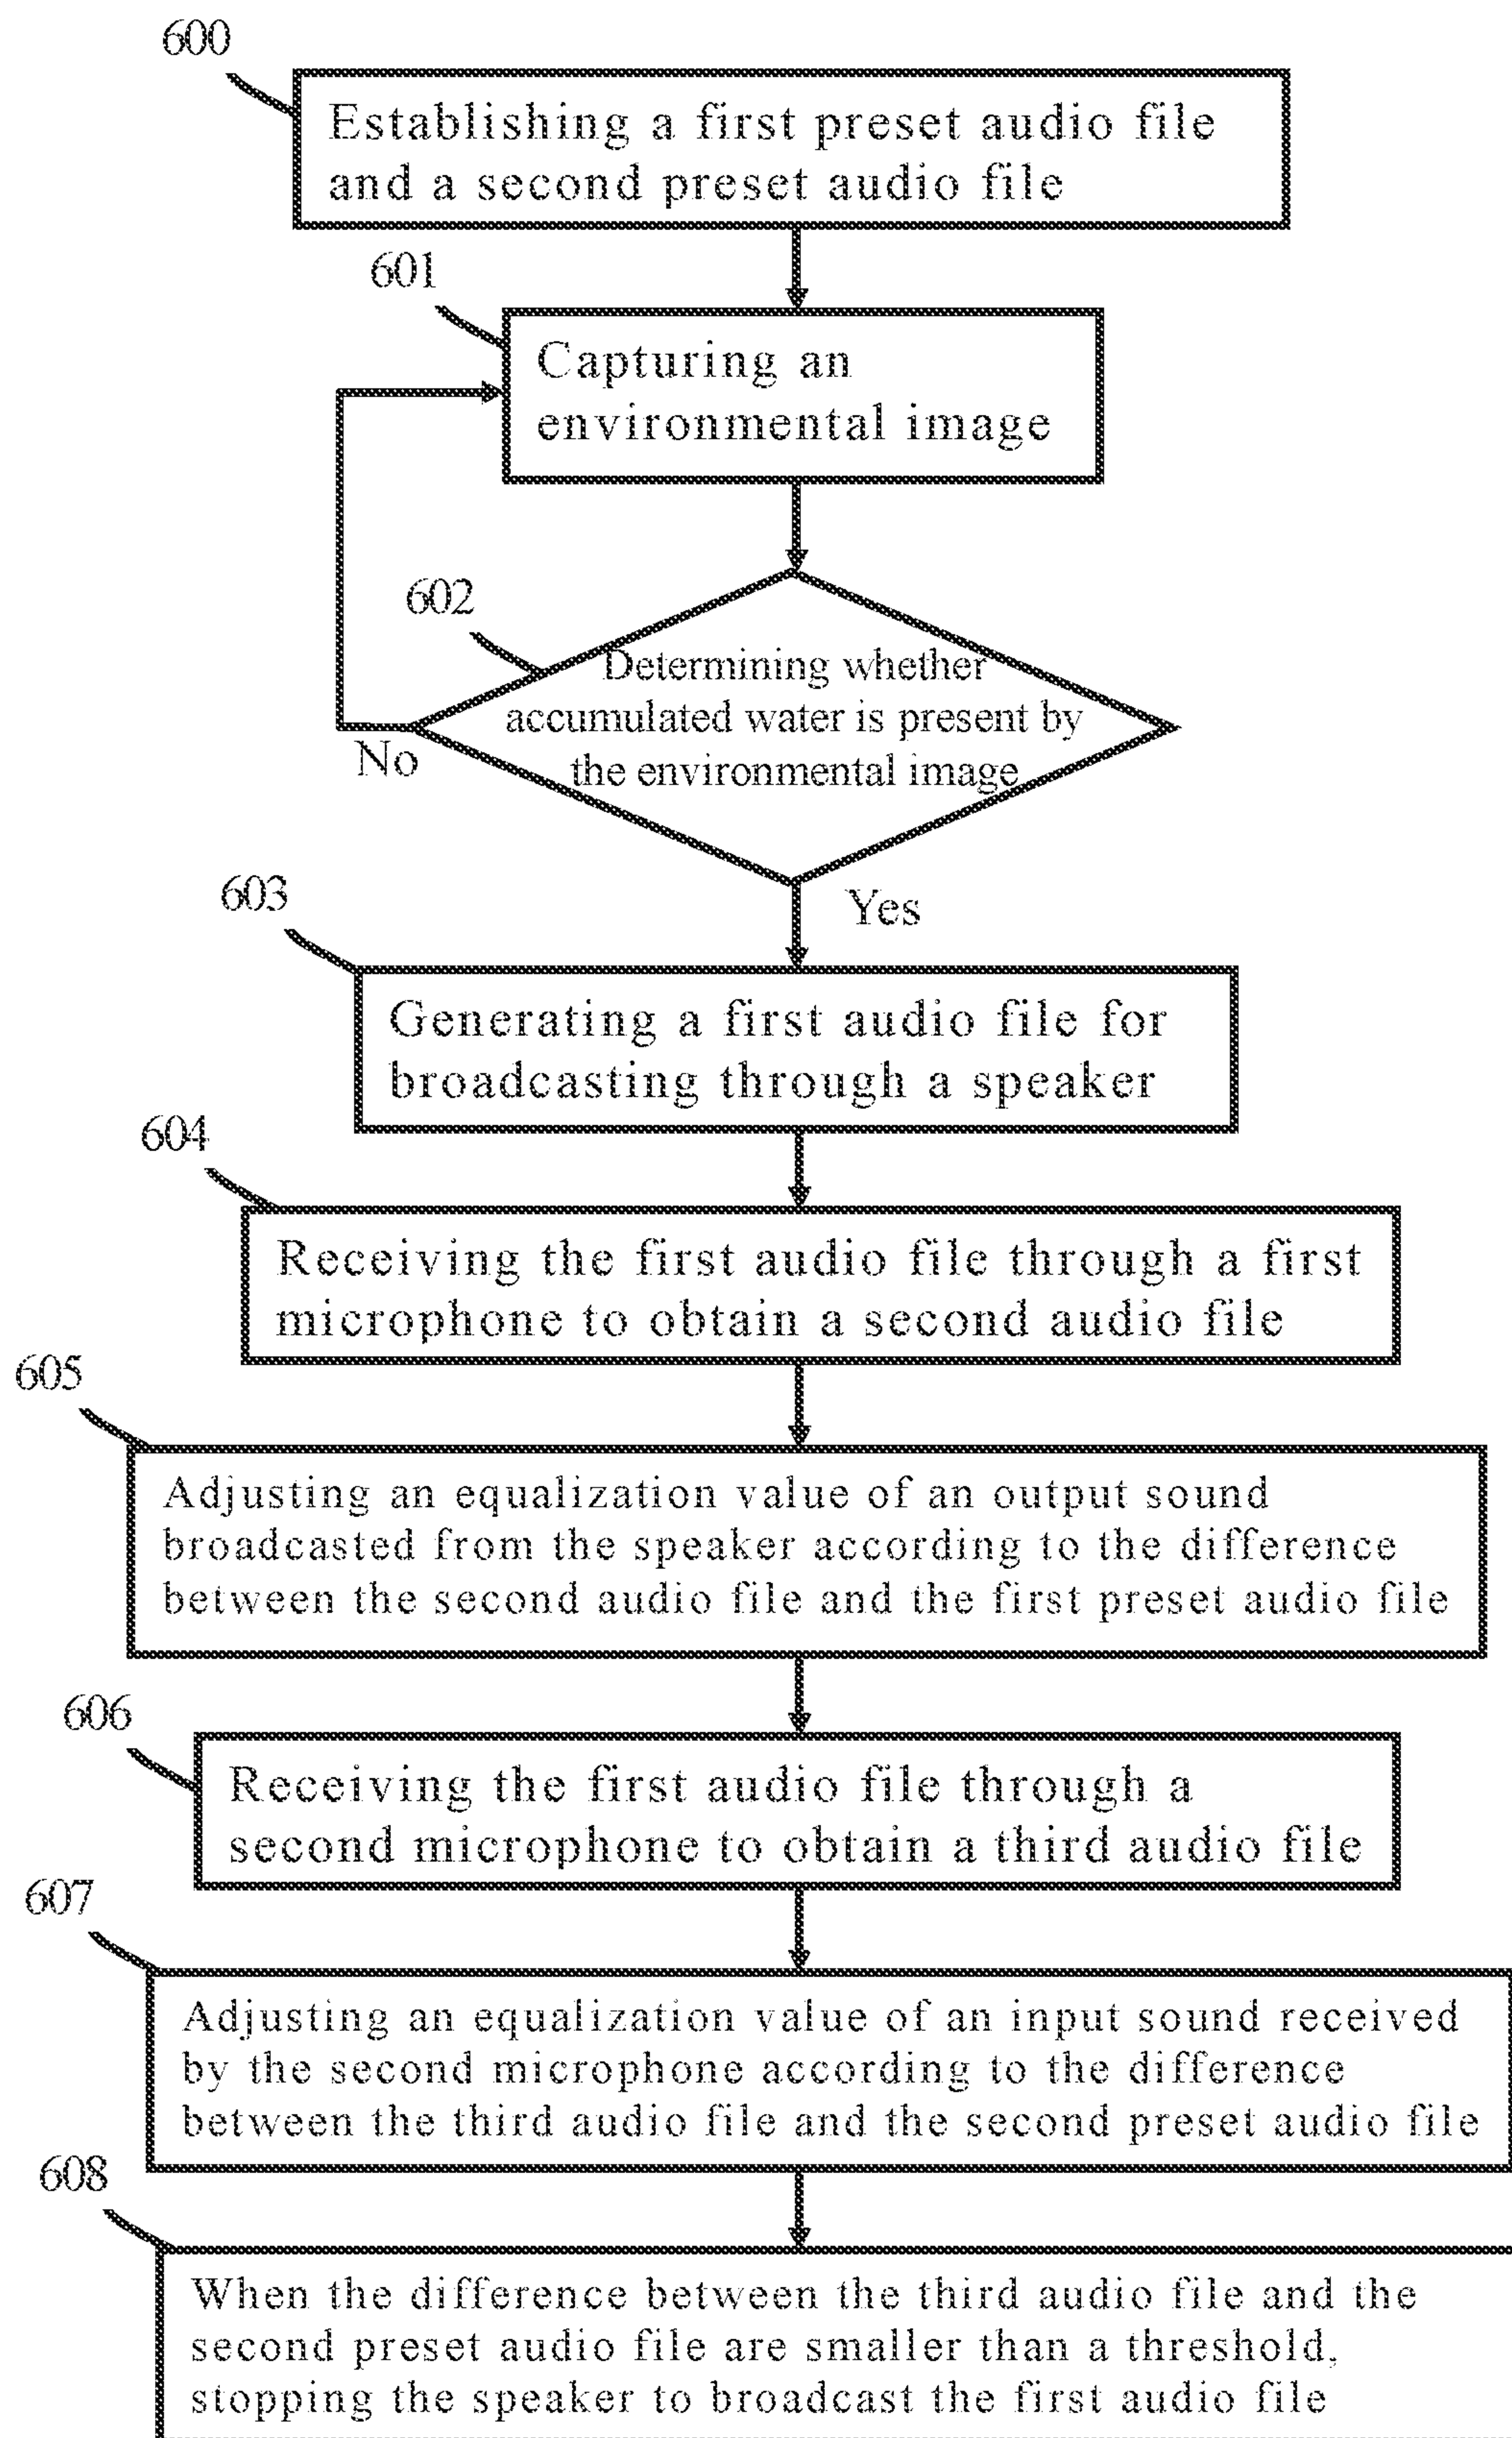 600
Establishing a first preset audio file
and a second preset audio file
601
Capturing an
environmental image
602
Determining whether
accumulated water is present by
the environmental image
No
Yes
603
Generating a first audio file for
broadcasting through a speaker
604
Receiving the first audio file through a first
microphone to obtain a second audio file
605
Adjusting an equalization value of an output sound
broadcasted from the speaker according to the difference
between the second audio file and the first preset audio file
606
Receiving the first audio file through a
second microphone to obtain a third audio file
607
Adjusting an equalization value of an input sound received
by the second microphone according to the difference
between the third audio file and the second preset audio file
608
When the difference between the third audio file and the
second preset audio file are smaller than a threshold,
stopping the speaker to broadcast the first audio file